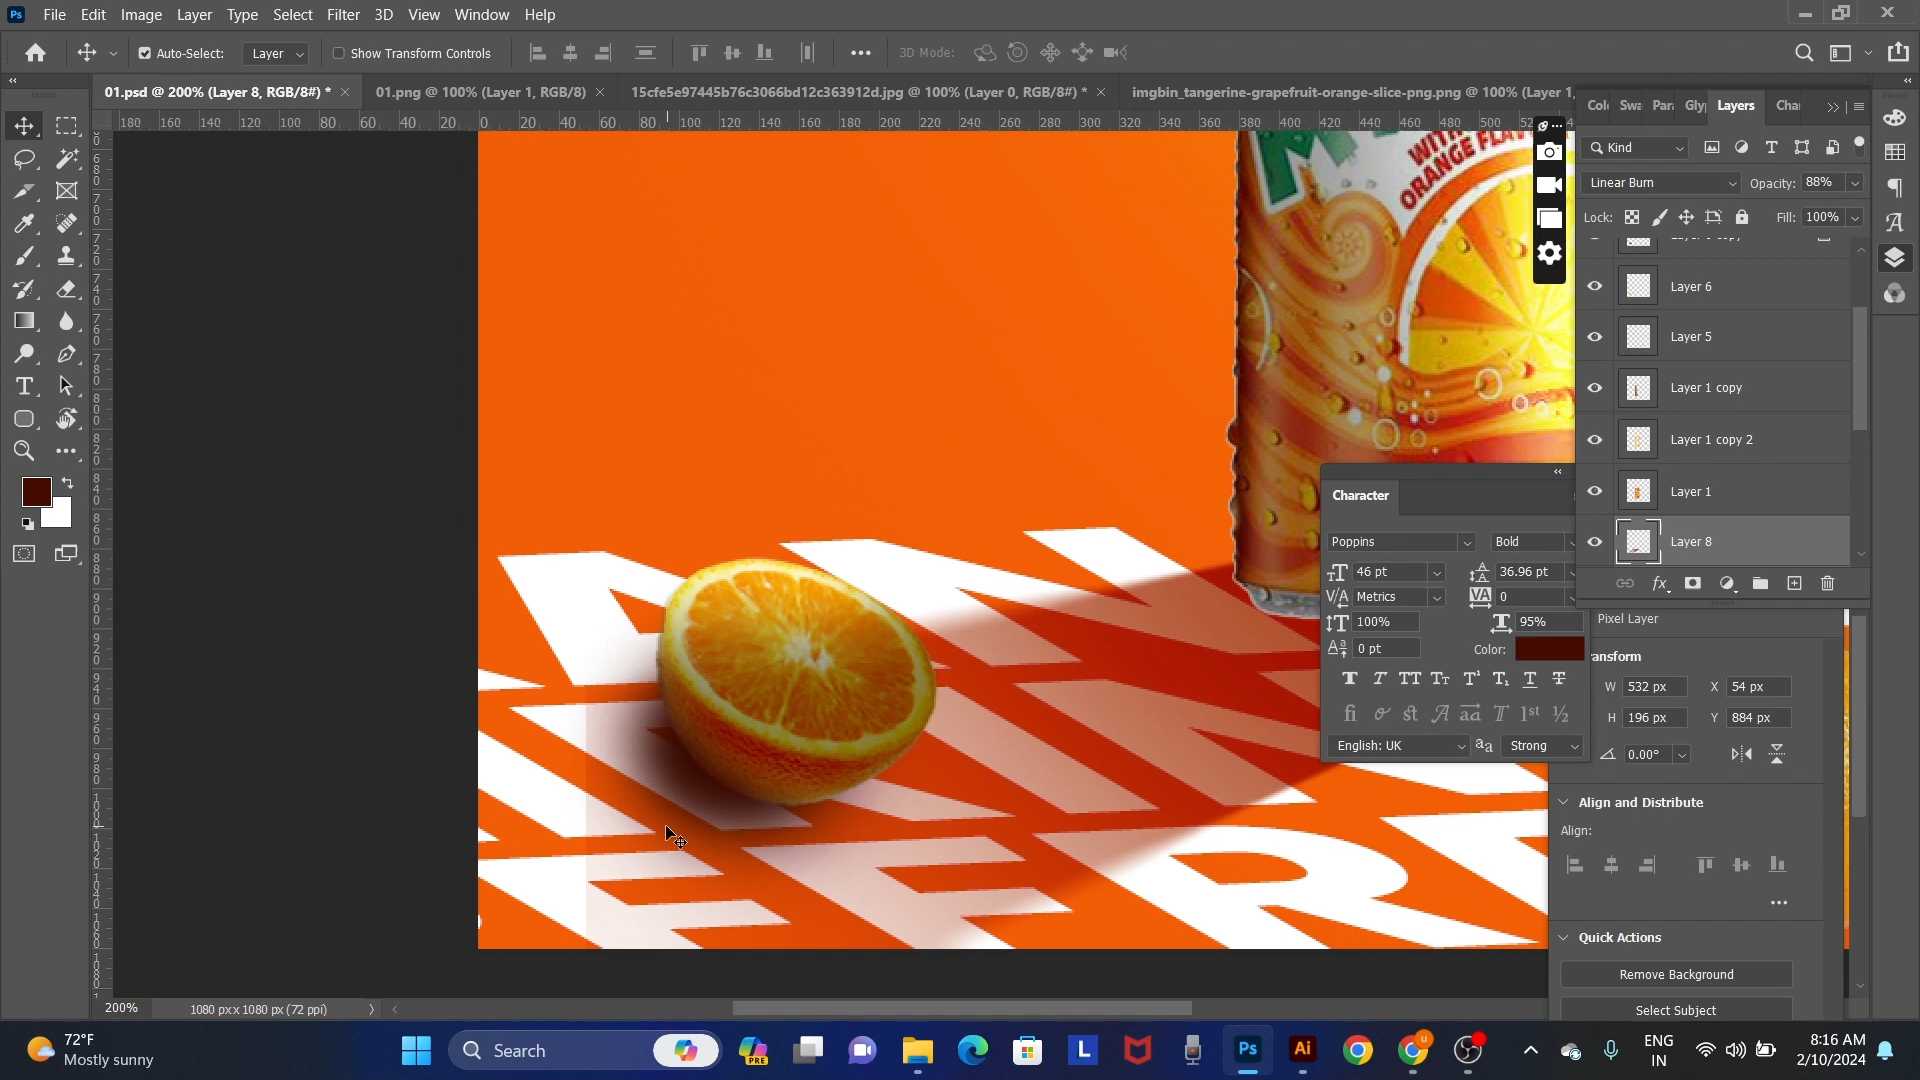 Ps File Edit Image Layer Type Select Filter 3D View Window Help
Auto-Select: Layer Show Transform Controls 3D Mode:
01.psd @ 200% (Layer 8, RGB/8#) * 01.png @ 100% (Layer 1, RGB/8) 15cfe5e97445b76c3066bd12c363912d.jpg @ 100% (Layer 0, RGB/8#) * imgbin_tangerine-grapefruit-orange-slice-png.png @ 100% (Layer 1,
180 160 140 120 100 80 60 40 20 0 20 40 60 80 100 120 140 160 180 200 220 240 260 280 300 320 340 360 380 400 420 440 460 480 500
Swa Para Layers Cha
Kind
Linear Burn Opacity: 88%
Lock: Fill: 100%
Layer 6
Layer 5
Layer 1 copy
Layer 1 copy 2
Layer 1
Layer 8
WITH
ORANGE FLAV
Character
Poppins Bold
46 pt 36.96 pt
Metrics 0
100% 95%
0 pt Color:
English: UK Strong
Pixel Layer
ansform
W 532 px X 54 px
H 196 px Y 884 px
0.00°
Align and Distribute
Align:
Quick Actions
Remove Background
Select Subject
200% 1080 px x 1080 px (72 ppi)
72°F
Mostly sunny
Search
PRE
L
Ps
Ai
ENG
IN
8:16 AM
2/10/2024